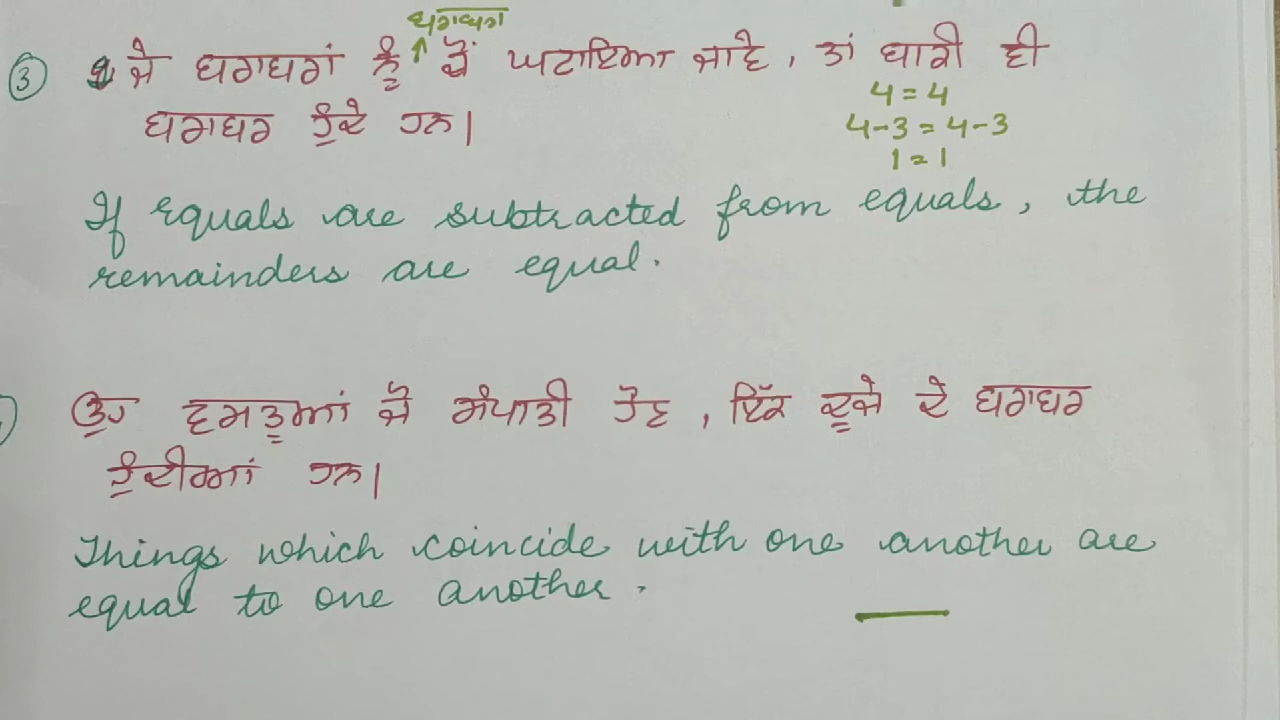 ਬਰਾਬਰ
③ ਜੇ ਬਰਾਬਰਾਂ ਨੂੰ ↑ ਚੋਂ ਘਟਾਇਆ ਜਾਵੇ, ਤਾਂ ਬਾਕੀ ਵੀ
4 = 4
ਬਰਾਬਰ ਹੁੰਦੇ ਹਨ।
4-3 = 4-3
1 = 1
If equals are subtracted from equals, the
remainders are equal.
ਉਹ ਵਸਤੂਆਂ ਜੋ ਸੰਪਾਤੀ ਹੋਣ, ਇੱਕ ਦੂਜੇ ਦੇ ਬਰਾਬਰ
ਹੁੰਦੀਆਂ ਹਨ।
Things which coincide with one another are
equal to one another.